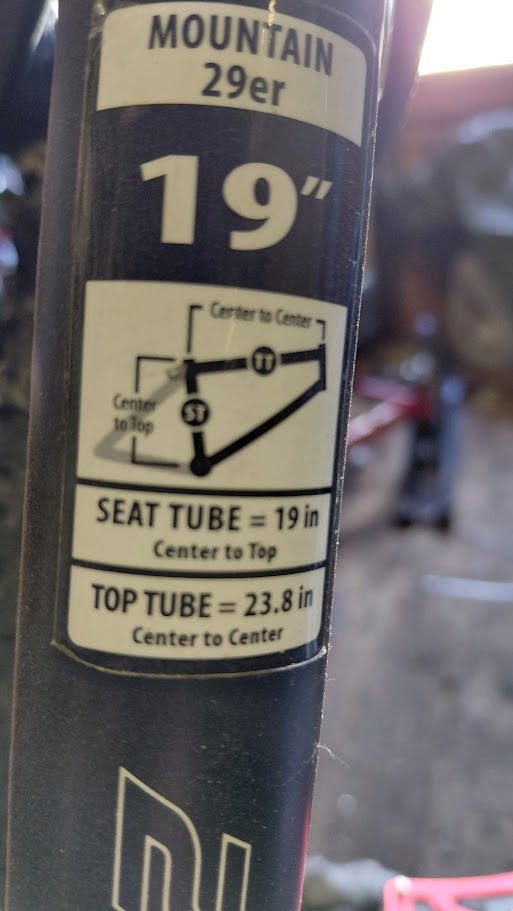 MOUNTAIN
29er
19"
Center to Center
TT
Center
to Top
ST
SEAT TUBE = 19 in
Center to Top
TOP TUBE = 23.8 in
Center to Center